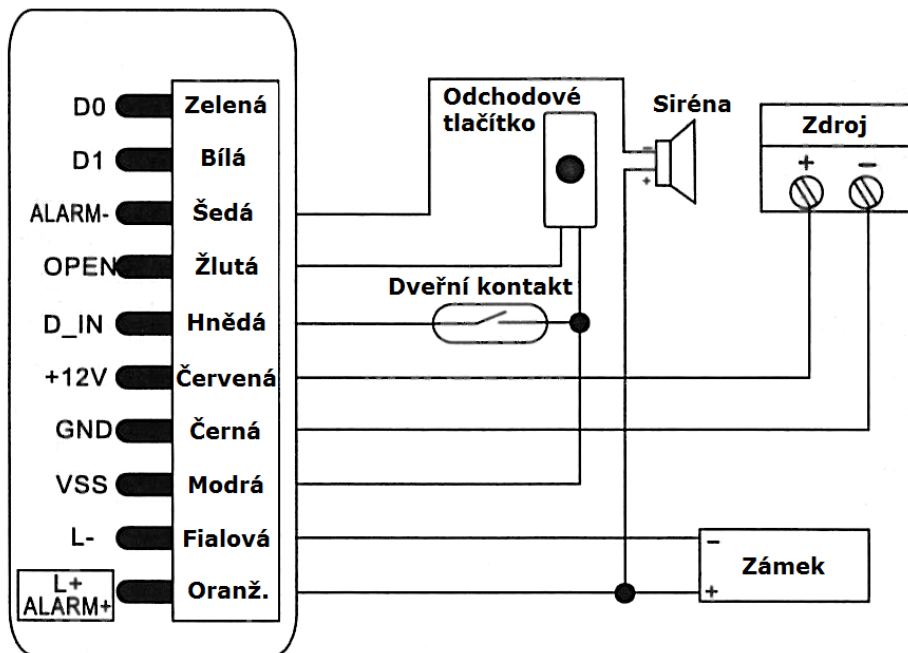 D0 Zelená
D1 Bílá
ALARM- Šedá
OPEN Žlutá
D_IN Hnědá
+12V Červená
GND Černá
VSS Modrá
L- Fialová
L+
ALARM+ Oranž.
Odchodové
tlačítko
Siréna
-
+
Zdroj
+ -
Dveřní kontakt
-
Zámek
+